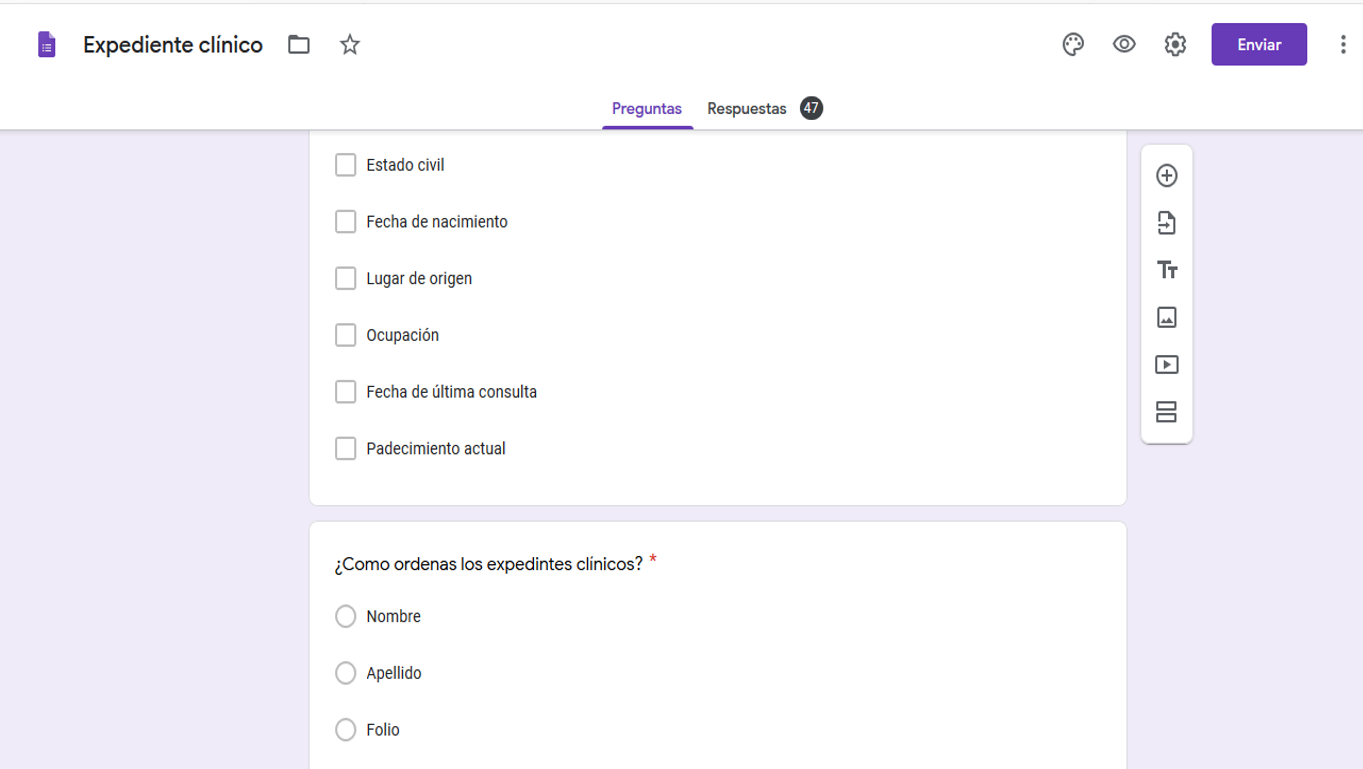 Expediente clínico
Enviar
Preguntas
Respuestas 47
Estado civil
Fecha de nacimiento
Lugar de origen
Ocupación
Fecha de última consulta
Padecimiento actual
¿Como ordenas los expedintes clínicos? *
Nombre
Apellido
Folio